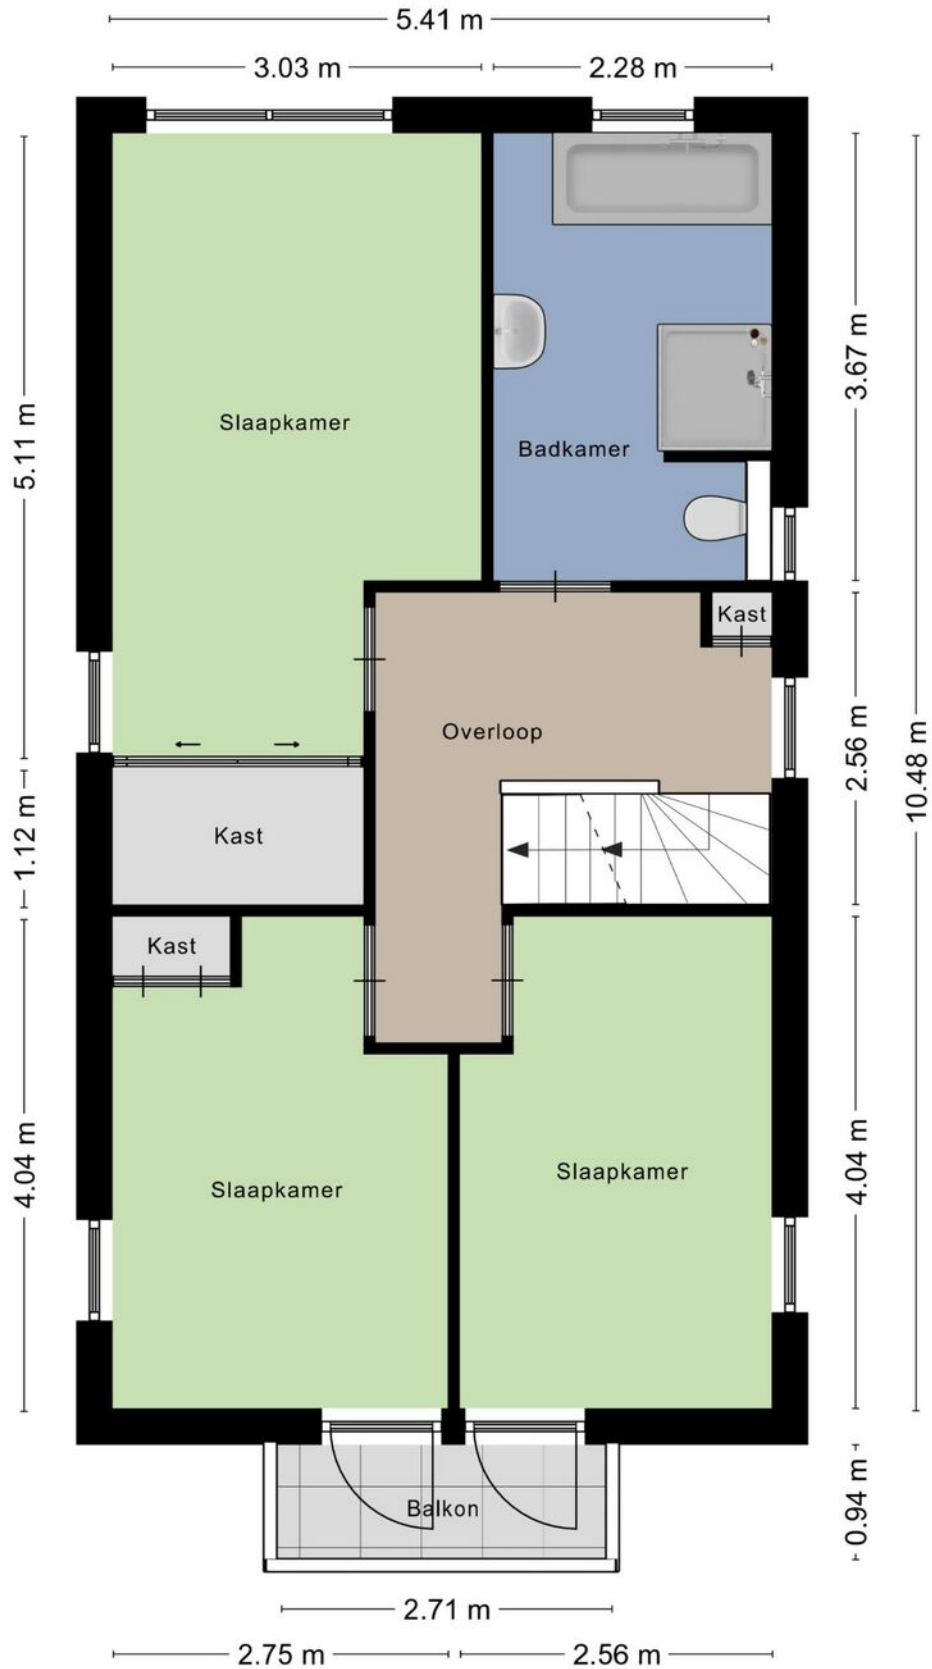 5.41 m
3.03 m
2.28 m
5.11 m
3.67 m
Slaapkamer
Badkamer
Kast
Overloop
2.56 m
10.48 m
1.12 m
Kast
Kast
4.04 m
Slaapkamer
Slaapkamer
4.04 m
Balkon
0.94 m
2.71 m
2.75 m
2.56 m